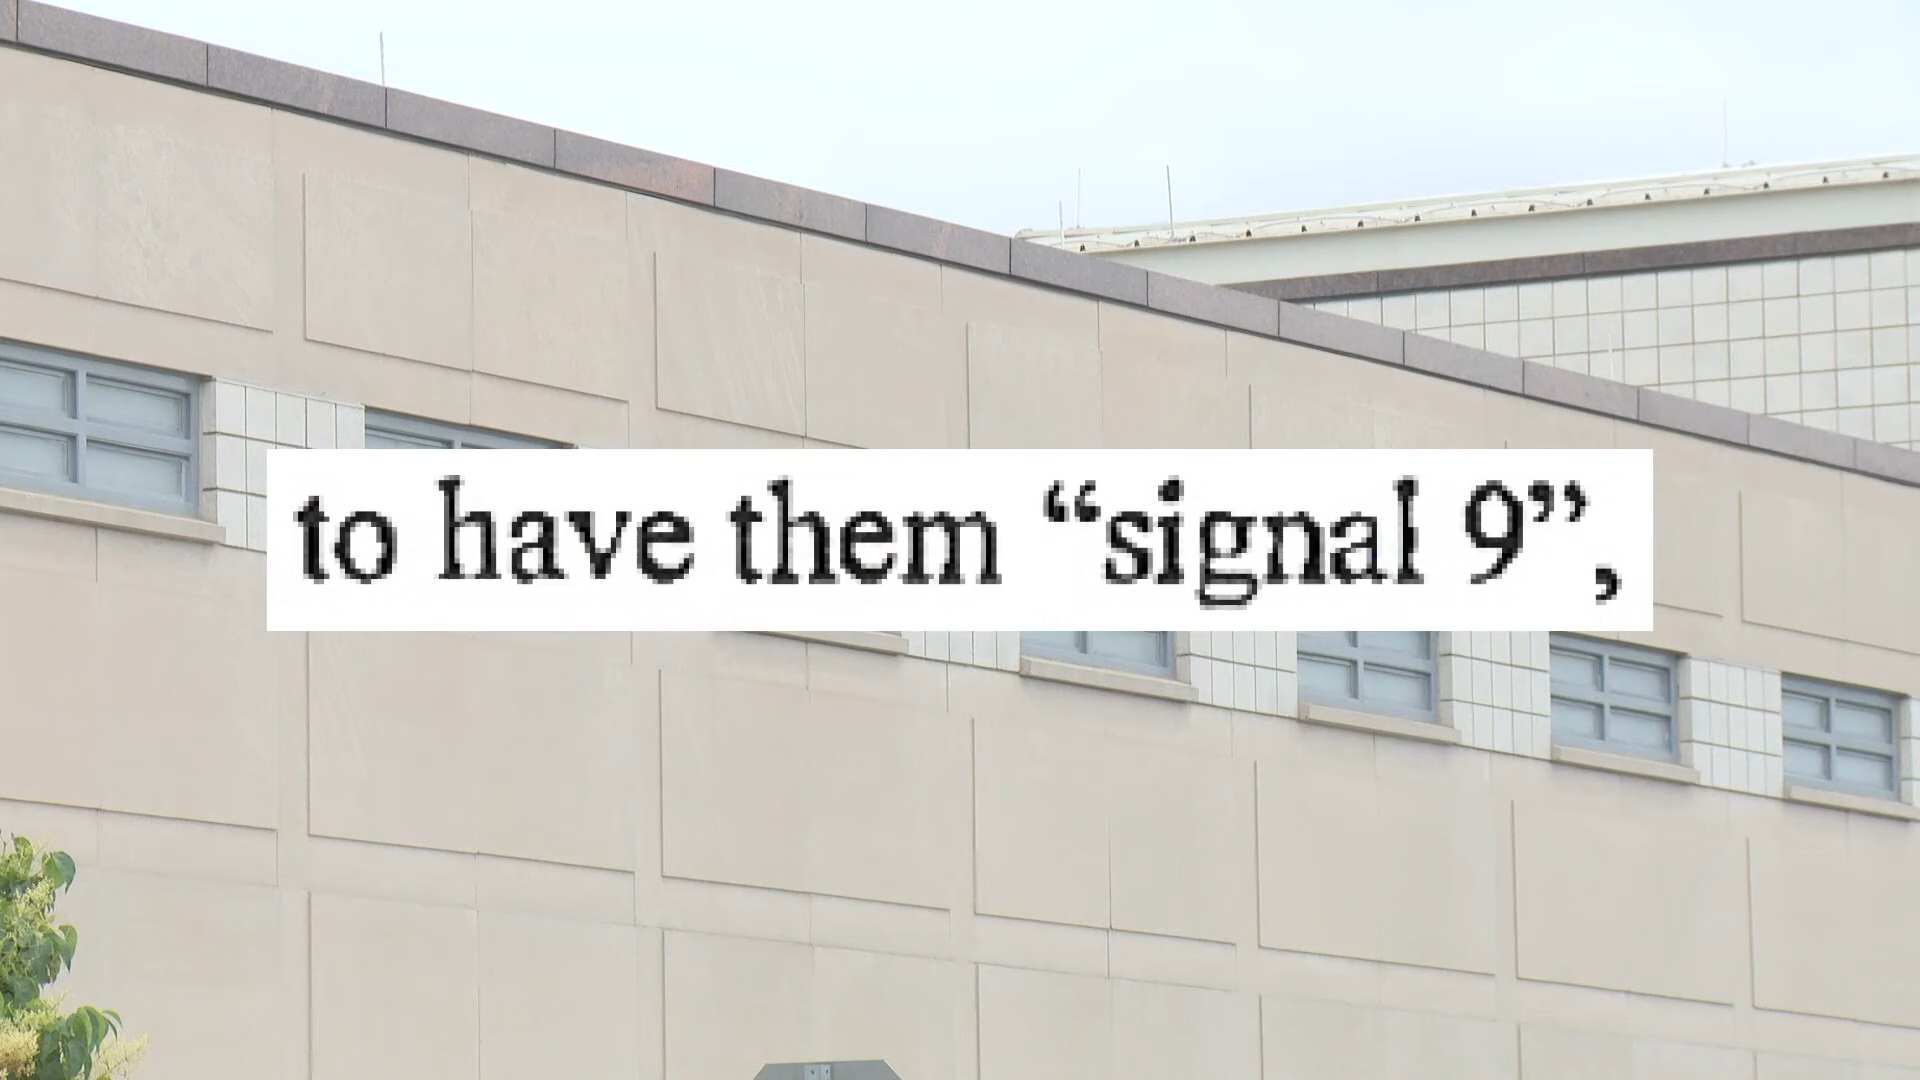 to have them “signal 9”,